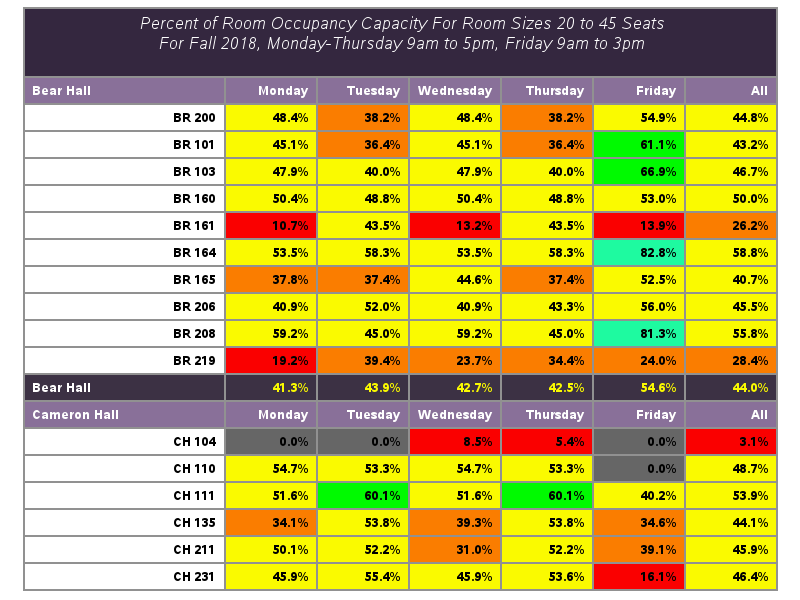 Percent of Room Occupancy Capacity For Room Sizes 20 to 45 Seats
For Fall 2018, Monday-Thursday 9am to 5pm, Friday 9am to 3pm
Bear Hall Monday Tuesday Wednesday Thursday Friday All
BR 200 48.4% 38.2% 48.4% 38.2% 54.9% 44.8%
BR 101 45.1% 36.4% 45.1% 36.4% 61.1% 43.2%
BR 103 47.9% 40.0% 47.9% 40.0% 66.9% 46.7%
BR 160 50.4% 48.8% 50.4% 48.8% 53.0% 50.0%
BR 161 10.7% 43.5% 13.2% 43.5% 13.9% 26.2%
BR 164 53.5% 58.3% 53.5% 58.3% 82.8% 58.8%
BR 165 37.8% 37.4% 44.6% 37.4% 52.5% 40.7%
BR 206 40.9% 52.0% 40.9% 43.3% 56.0% 45.5%
BR 208 59.2% 45.0% 59.2% 45.0% 81.3% 55.8%
BR 219 19.2% 39.4% 23.7% 34.4% 24.0% 28.4%
Bear Hall 41.3% 43.9% 42.7% 42.5% 54.6% 44.0%
Cameron Hall Monday Tuesday Wednesday Thursday Friday All
CH 104 0.0% 0.0% 8.5% 5.4% 0.0% 3.1%
CH 110 54.7% 53.3% 54.7% 53.3% 0.0% 48.7%
CH 111 51.6% 60.1% 51.6% 60.1% 40.2% 53.9%
CH 135 34.1% 53.8% 39.3% 53.8% 34.6% 44.1%
CH 211 50.1% 52.2% 31.0% 52.2% 39.1% 45.9%
CH 231 45.9% 55.4% 45.9% 53.6% 16.1% 46.4%